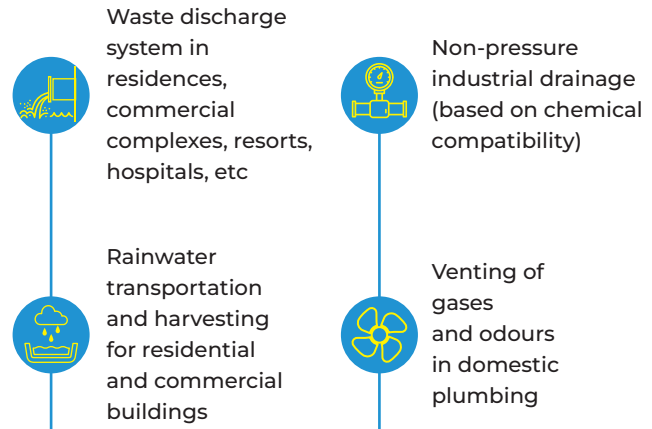 Waste discharge
system in
residences,
commercial
complexes, resorts,
hospitals, etc
Non-pressure
industrial drainage
(based on chemical
compatibility)
Rainwater
transportation
and harvesting
for residential
and commercial
buildings
Venting of
gases
and odours
in domestic
plumbing